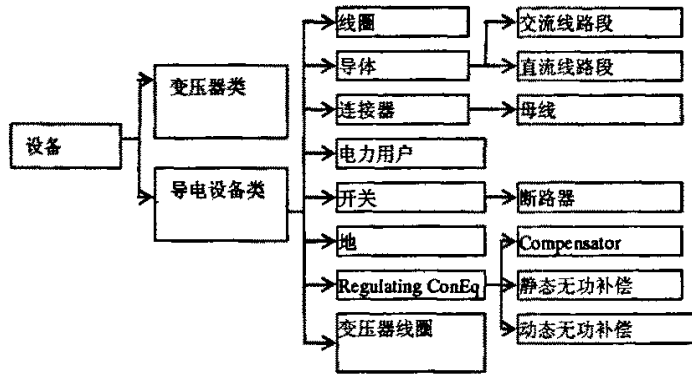 线圈
交流线路段
导体
直流线路段
变压器类
连接器
母线
设备
电力用户
导电设备类
开关
断路器
地
Compensator
Regulating ConEq
静态无功补偿
变压器线圈
动态无功补偿